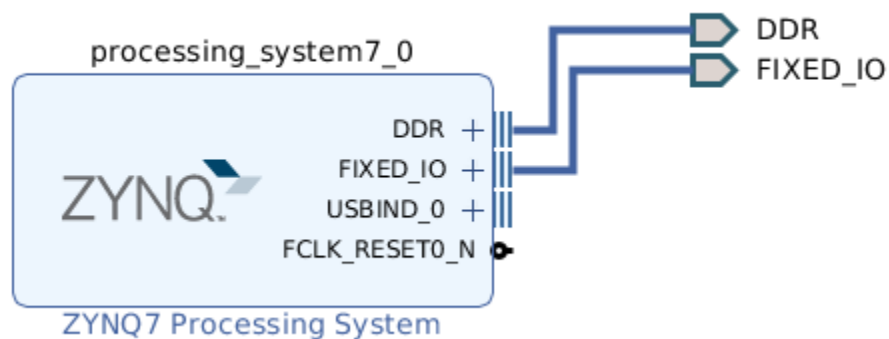 processing_system7_0
DDR
FIXED_IO
DDR
FIXED_IO
USBIND_0
FCLK_RESET0_N
ZYNQ
ZYNQ7 Processing System